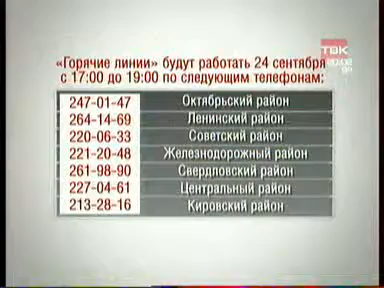 «Горячие линии» будут работать 24 сентября
с 17:00 до 19:00 по следующим телефонам:
ТВК
247-01-47 Октябрьский район
264-14-69 Ленинский район
220-06-33 Советский район
221-20-48 Железнодорожный район
261-98-90 Свердловский район
227-04-61 Центральный район
213-28-16 Кировский район